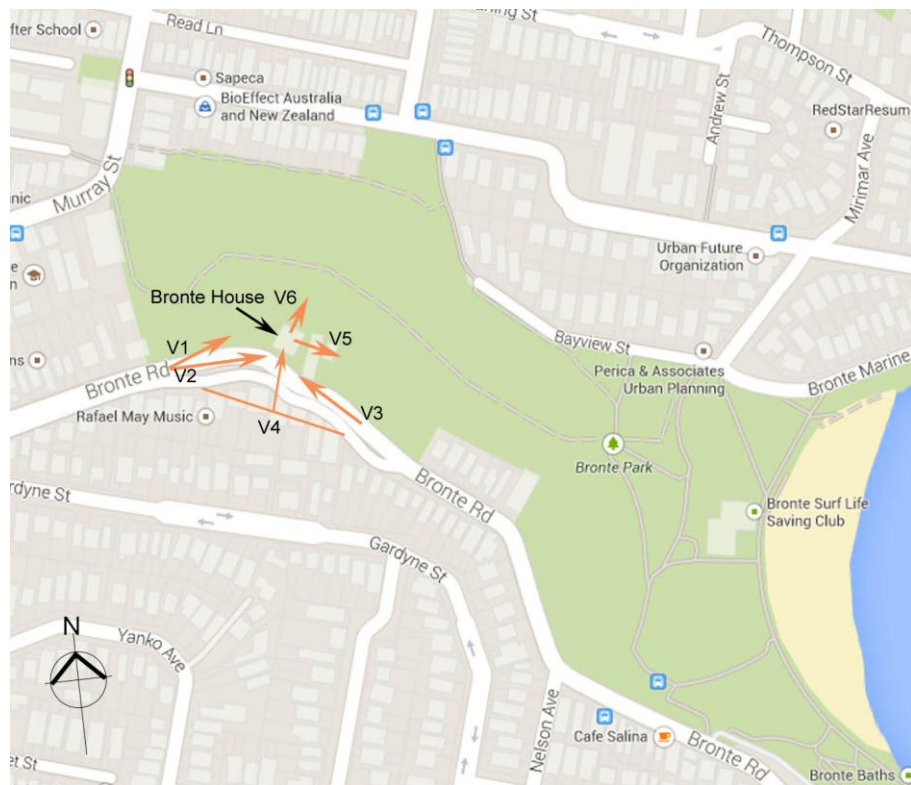 fter School
Read Ln
ning St
Thompson St
Sapeca
BioEffect Australia
and New Zealand
Andrew St
RedStarResum
Mirimar Ave
Murray St
nic
Urban Future
Organization
e
n
Bronte House
V6
V5
Bayview St
V1
V2
ns
Bronte Rd
Perica & Associates
Urban Planning
Bronte Marine
Rafael May Music
V4
V3
Bronte Park
Bronte Rd
rdyne St
Bronte Surf Life
Saving Club
Gardyne St
N
Yanko Ave
Nelson Ave
Cafe Salina
Bronte Rd
et St
Bronte Baths